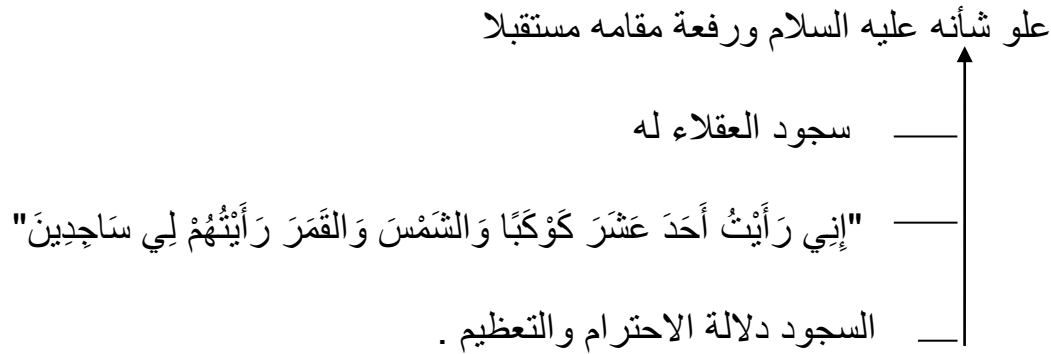 علو شأنه عليه السلام ورفعة مقامه مستقبلا
سجود العقلاء له
"إِنِي رَأَيْتُ أَحَدَ عَشَرَ كَوْكَبًا وَالشَمْسَ وَالقَمَرَ رَأَيْتُهُمْ لِي سَاجِدِينَ"
السجود دلالة الاحترام والتعظيم .